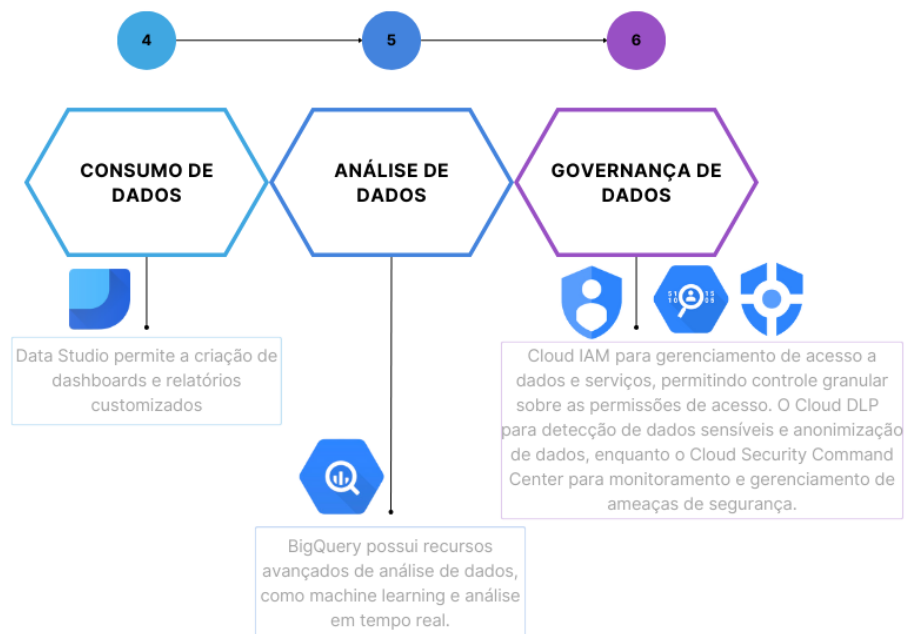 4
5
6
CONSUMO DE
DADOS
ANÁLISE DE
DADOS
GOVERNANÇA DE
DADOS
Data Studio permite a criação de
dashboards e relatórios
customizados
Cloud IAM para gerenciamento de acesso a
dados e serviços, permitindo controle granular
sobre as permissões de acesso. O Cloud DLP
para detecção de dados sensíveis e anonimização
de dados, enquanto o Cloud Security Command
Center para monitoramento e gerenciamento de
ameaças de segurança.
BigQuery possui recursos
avançados de análise de dados,
como machine learning e análise
em tempo real.